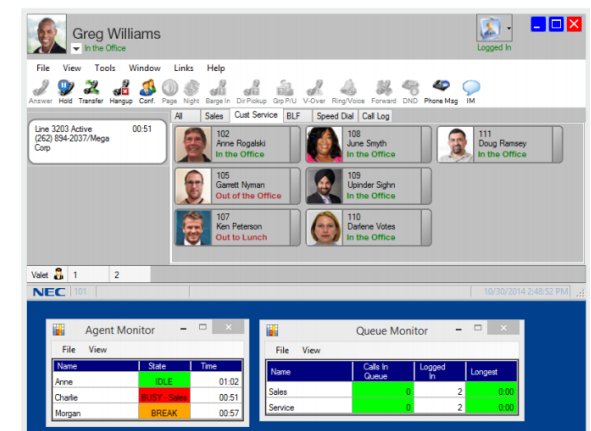 Greg Williams
In the Office
Logged In
File View Tools Window Links Help
Answer Hold Transfer Hangup Conf. Page Night Barge In Dir Pickup Grp P/U V-Over Ring/Voice Forward DND Phone Msg IM
All Sales Cust Service BLF Speed Dial Call Log
Line 3203 Active 00:51
(262) 894-2037/Mega
Corp
102
Anne Rogalski
In the Office
108
June Smyth
In the Office
111
Doug Ramsey
In the Office
105
Garrett Nyman
Out of the Office
109
Upinder Sighn
In the Office
107
Ken Peterson
Out to Lunch
110
Darlene Votes
In the Office
Valet 1 2
NEC 101 10/30/2014 2:48:52 PM
Agent Monitor
File View
Name State Time
Anne IDLE 01:02
Charlie BUSY - Sales 00:51
Morgan BREAK 00:57
Queue Monitor
File View
Name Calls In Queue Logged In Longest
Sales 0 2 0:00
Service 0 2 0:00